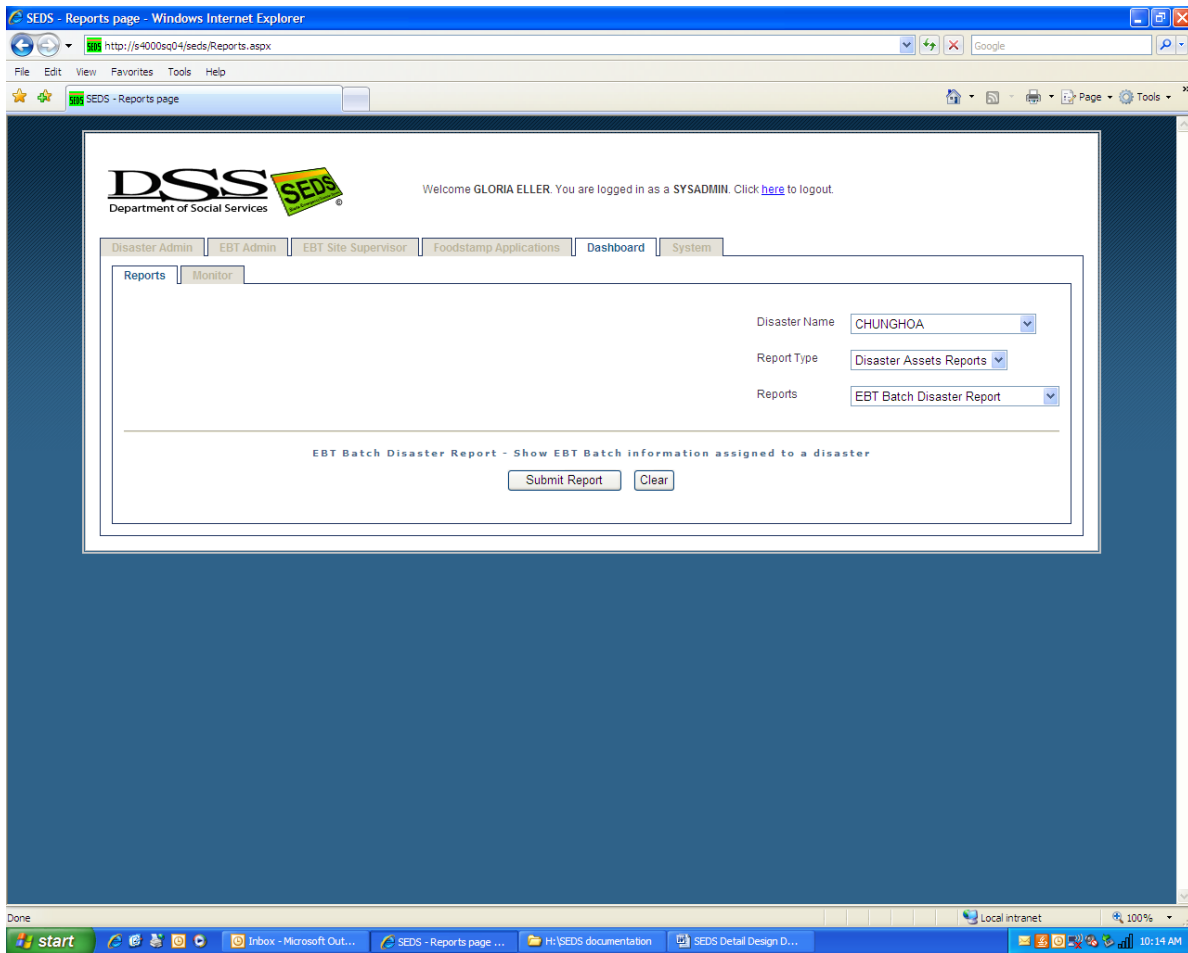 SEDS - Reports page - Windows Internet Explorer
SEDS http://s4000sq04/seds/Reports.aspx Google
File Edit View Favorites Tools Help
SEDS SEDS - Reports page Page Tools »
DSS SEDS ©
Department of Social Services
Welcome GLORIA ELLER. You are logged in as a SYSADMIN. Click here to logout.
Disaster Admin EBT Admin EBT Site Supervisor Foodstamp Applications Dashboard System
Reports Monitor
Disaster Name CHUNGHOA
Report Type Disaster Assets Reports
Reports EBT Batch Disaster Report
EBT Batch Disaster Report - Show EBT Batch information assigned to a disaster
Submit Report Clear
Done Local intranet 100%
start Inbox - Microsoft Out... SEDS - Reports page ... H:\SEDS documentation SEDS Detail Design D... 10:14 AM